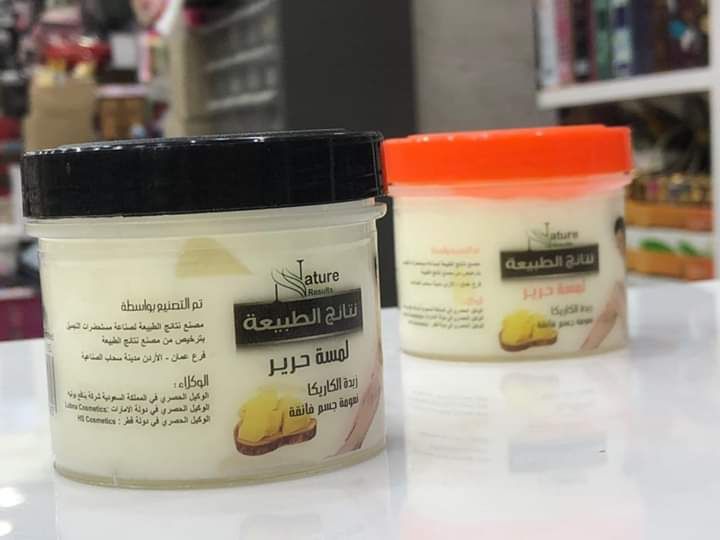 Nature
Results
نتائج الطبيعة
لمسة حرير
زبدة الكاريكا
نعومة جسم فائقة
تم التصنيع بواسطة
مصنع نتائج الطبيعة لصناعة مستحضرات التجميل
بترخيص من مصنع نتائج الطبيعة
فرع عمان - الأردن مدينة سحاب الصناعية
الوكلاء :
الوكيل الحصري في المملكة السعودية شركة
الوكيل الحصري في دولة الامارات :Lubna Cosmetics
الوكيل الحصري في دولة قطر : HS Cosmetics
Nature
Results
نتائج الطبيعة
لمسة حرير
زبدة الكاريكا
نعومة جسم فائقة